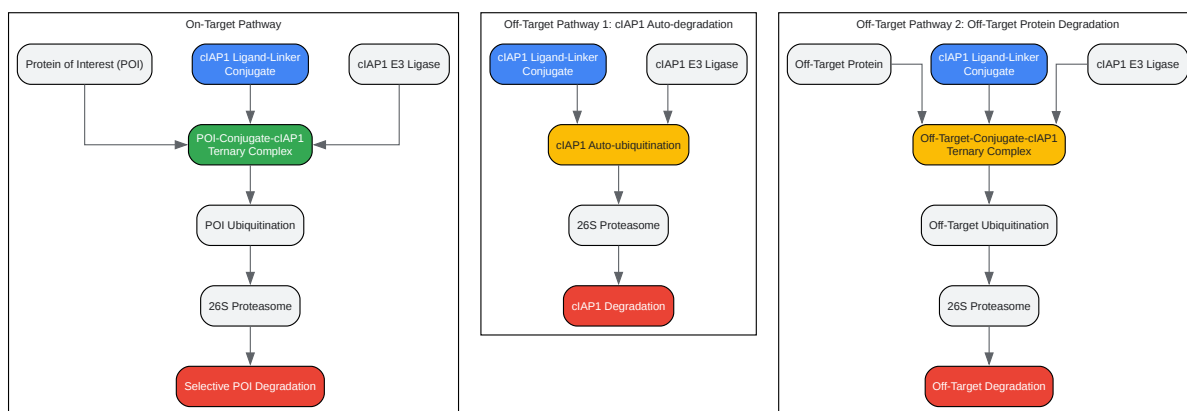 On-Target Pathway
Protein of Interest (POI)
cIAP1 Ligand-Linker
Conjugate
cIAP1 E3 Ligase
POI-Conjugate-cIAP1
Ternary Complex
POI Ubiquitination
26S Proteasome
Selective POI Degradation
Off-Target Pathway 1: cIAP1 Auto-degradation
cIAP1 Ligand-Linker
Conjugate
cIAP1 E3 Ligase
cIAP1 Auto-ubiquitination
26S Proteasome
cIAP1 Degradation
Off-Target Pathway 2: Off-Target Protein Degradation
Off-Target Protein
cIAP1 Ligand-Linker
Conjugate
cIAP1 E3 Ligase
Off-Target-Conjugate-cIAP1
Ternary Complex
Off-Target Ubiquitination
26S Proteasome
Off-Target Degradation